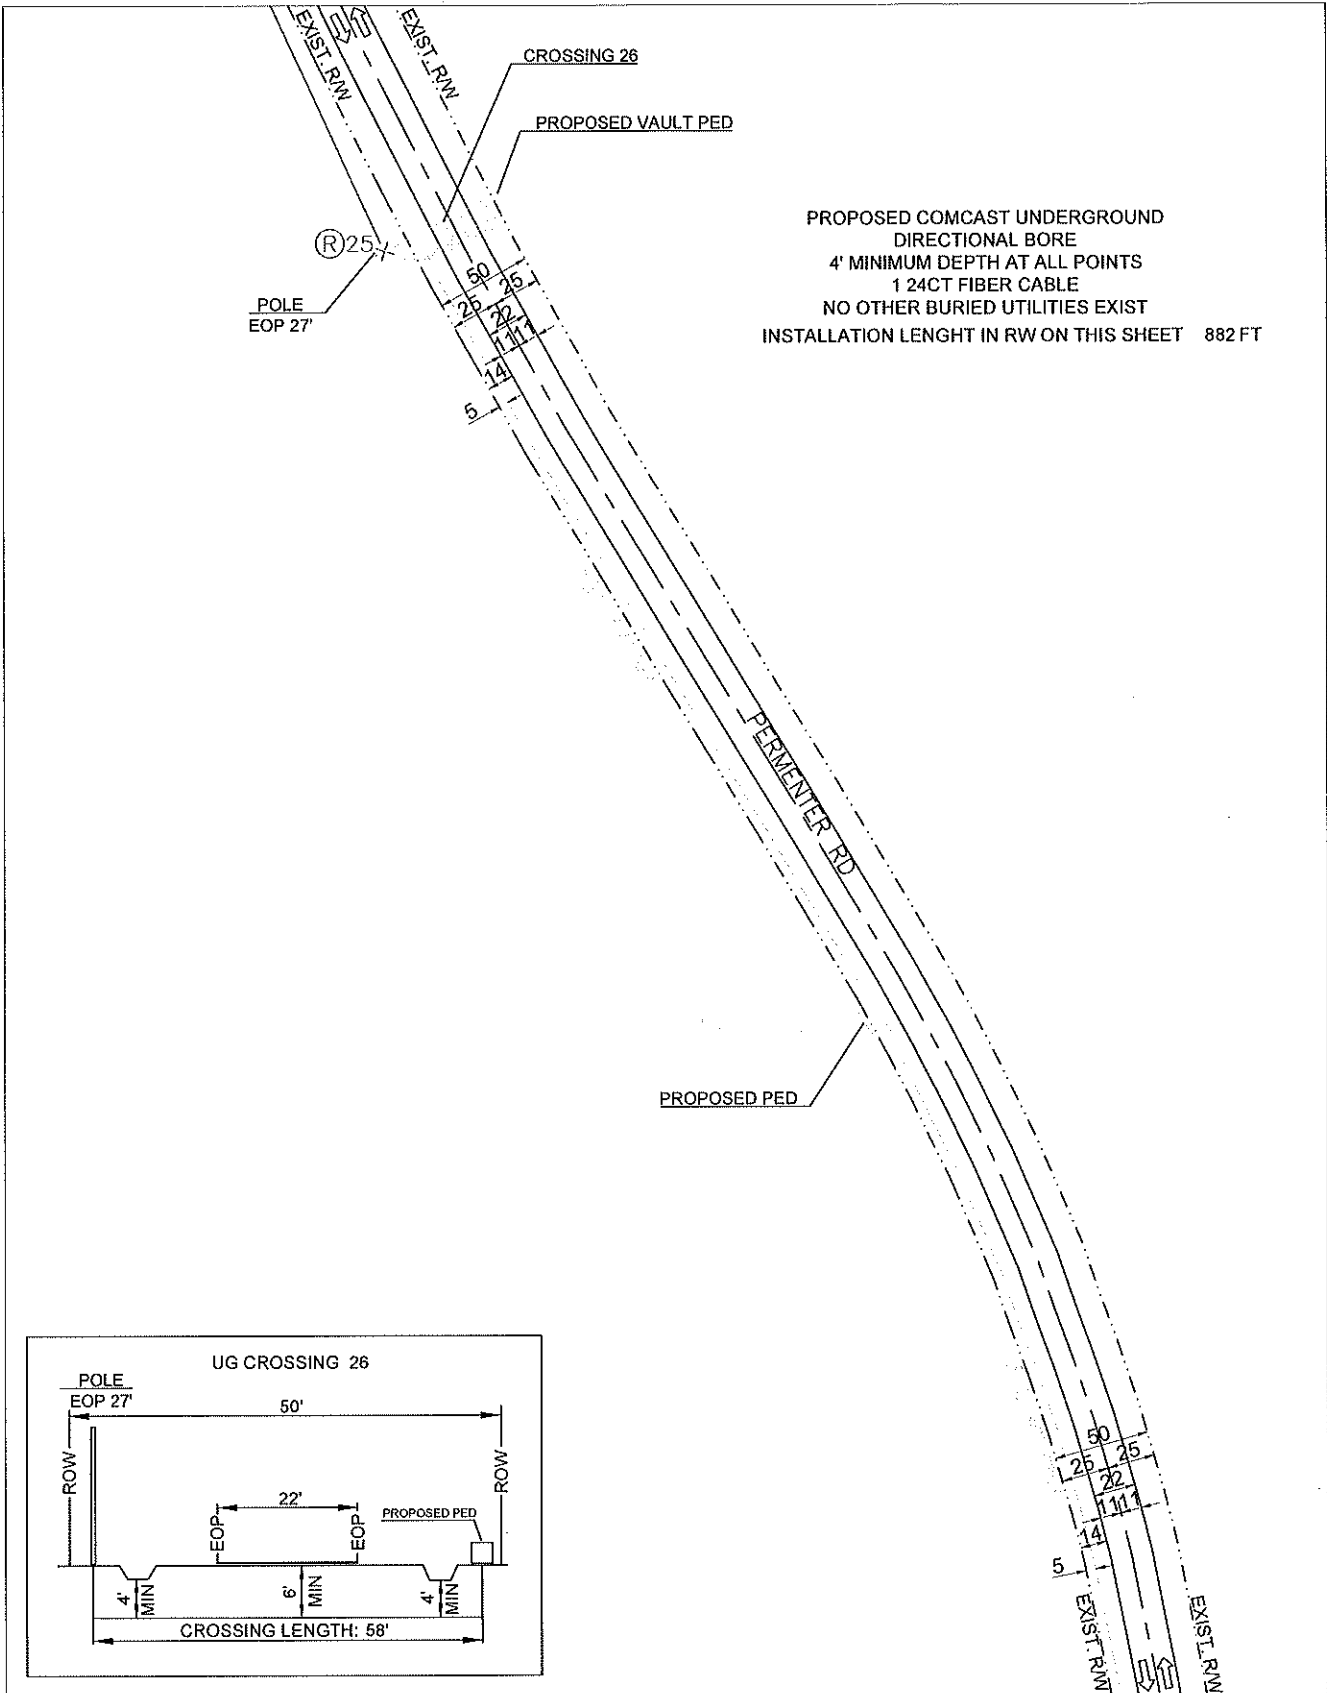 EXIST. R/W
EXIST. R/W
CROSSING 26
PROPOSED VAULT PED
PROPOSED COMCAST UNDERGROUND
DIRECTIONAL BORE
4' MINIMUM DEPTH AT ALL POINTS
1 24CT FIBER CABLE
NO OTHER BURIED UTILITIES EXIST
INSTALLATION LENGHT IN RW ON THIS SHEET 882 FT
R 25
POLE
EOP 27'
50
25 25
22
11 11
14
5
PERMENTER RD
PROPOSED PED
UG CROSSING 26
POLE
EOP 27'
50'
ROW
ROW
22'
EOP
EOP
PROPOSED PED
4' MIN
6' MIN
4' MIN
CROSSING LENGTH: 58'
50
25 25
22
11 11
14
5
EXIST. R/W
EXIST. R/W